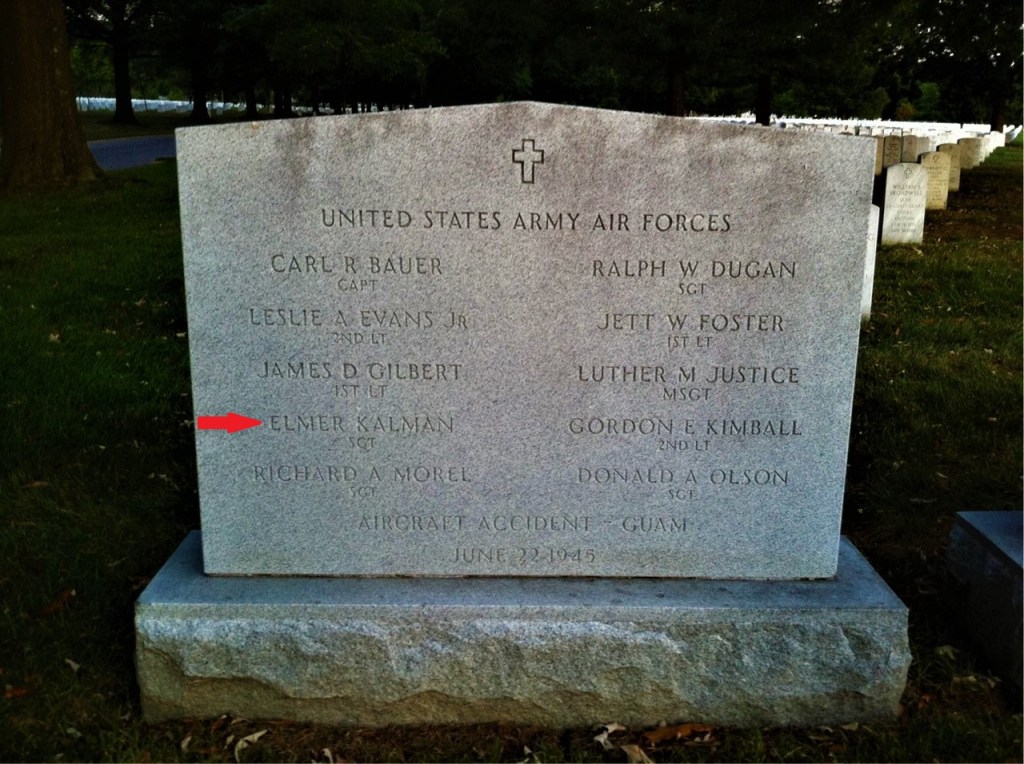 UNITED STATES ARMY AIR FORCES
CARL R BAUER
CAPT
RALPH W DUGAN
SGT
LESLIE A EVANS JR
2ND LT
JETT W FOSTER
1ST LT
JAMES D GILBERT
1ST LT
LUTHER M JUSTICE
MSGT
ELMER KALMAN
SGT
GORDON E KIMBALL
2ND LT
RICHARD A MOREL
SGT
DONALD A OLSON
SGT
AIRCRAFT ACCIDENT - GUAM
JUNE 22 1945